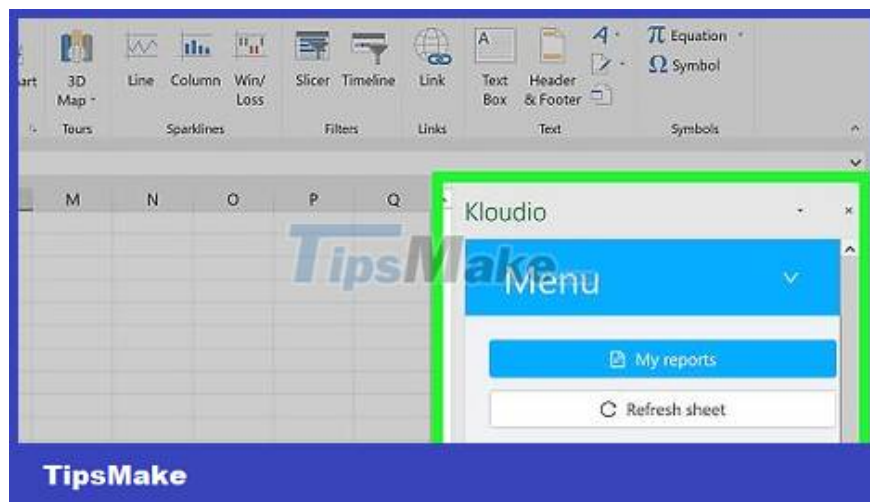 art
3D Map
Line
Column
Win/ Loss
Slicer
Timeline
Link
A
Text Box
Header & Footer
A
π Equation
Ω Symbol
Tours
Sparklines
Filters
Links
Text
Symbols
M N O P Q
Kloudio
TipsMake
Menu
My reports
Refresh sheet
TipsMake